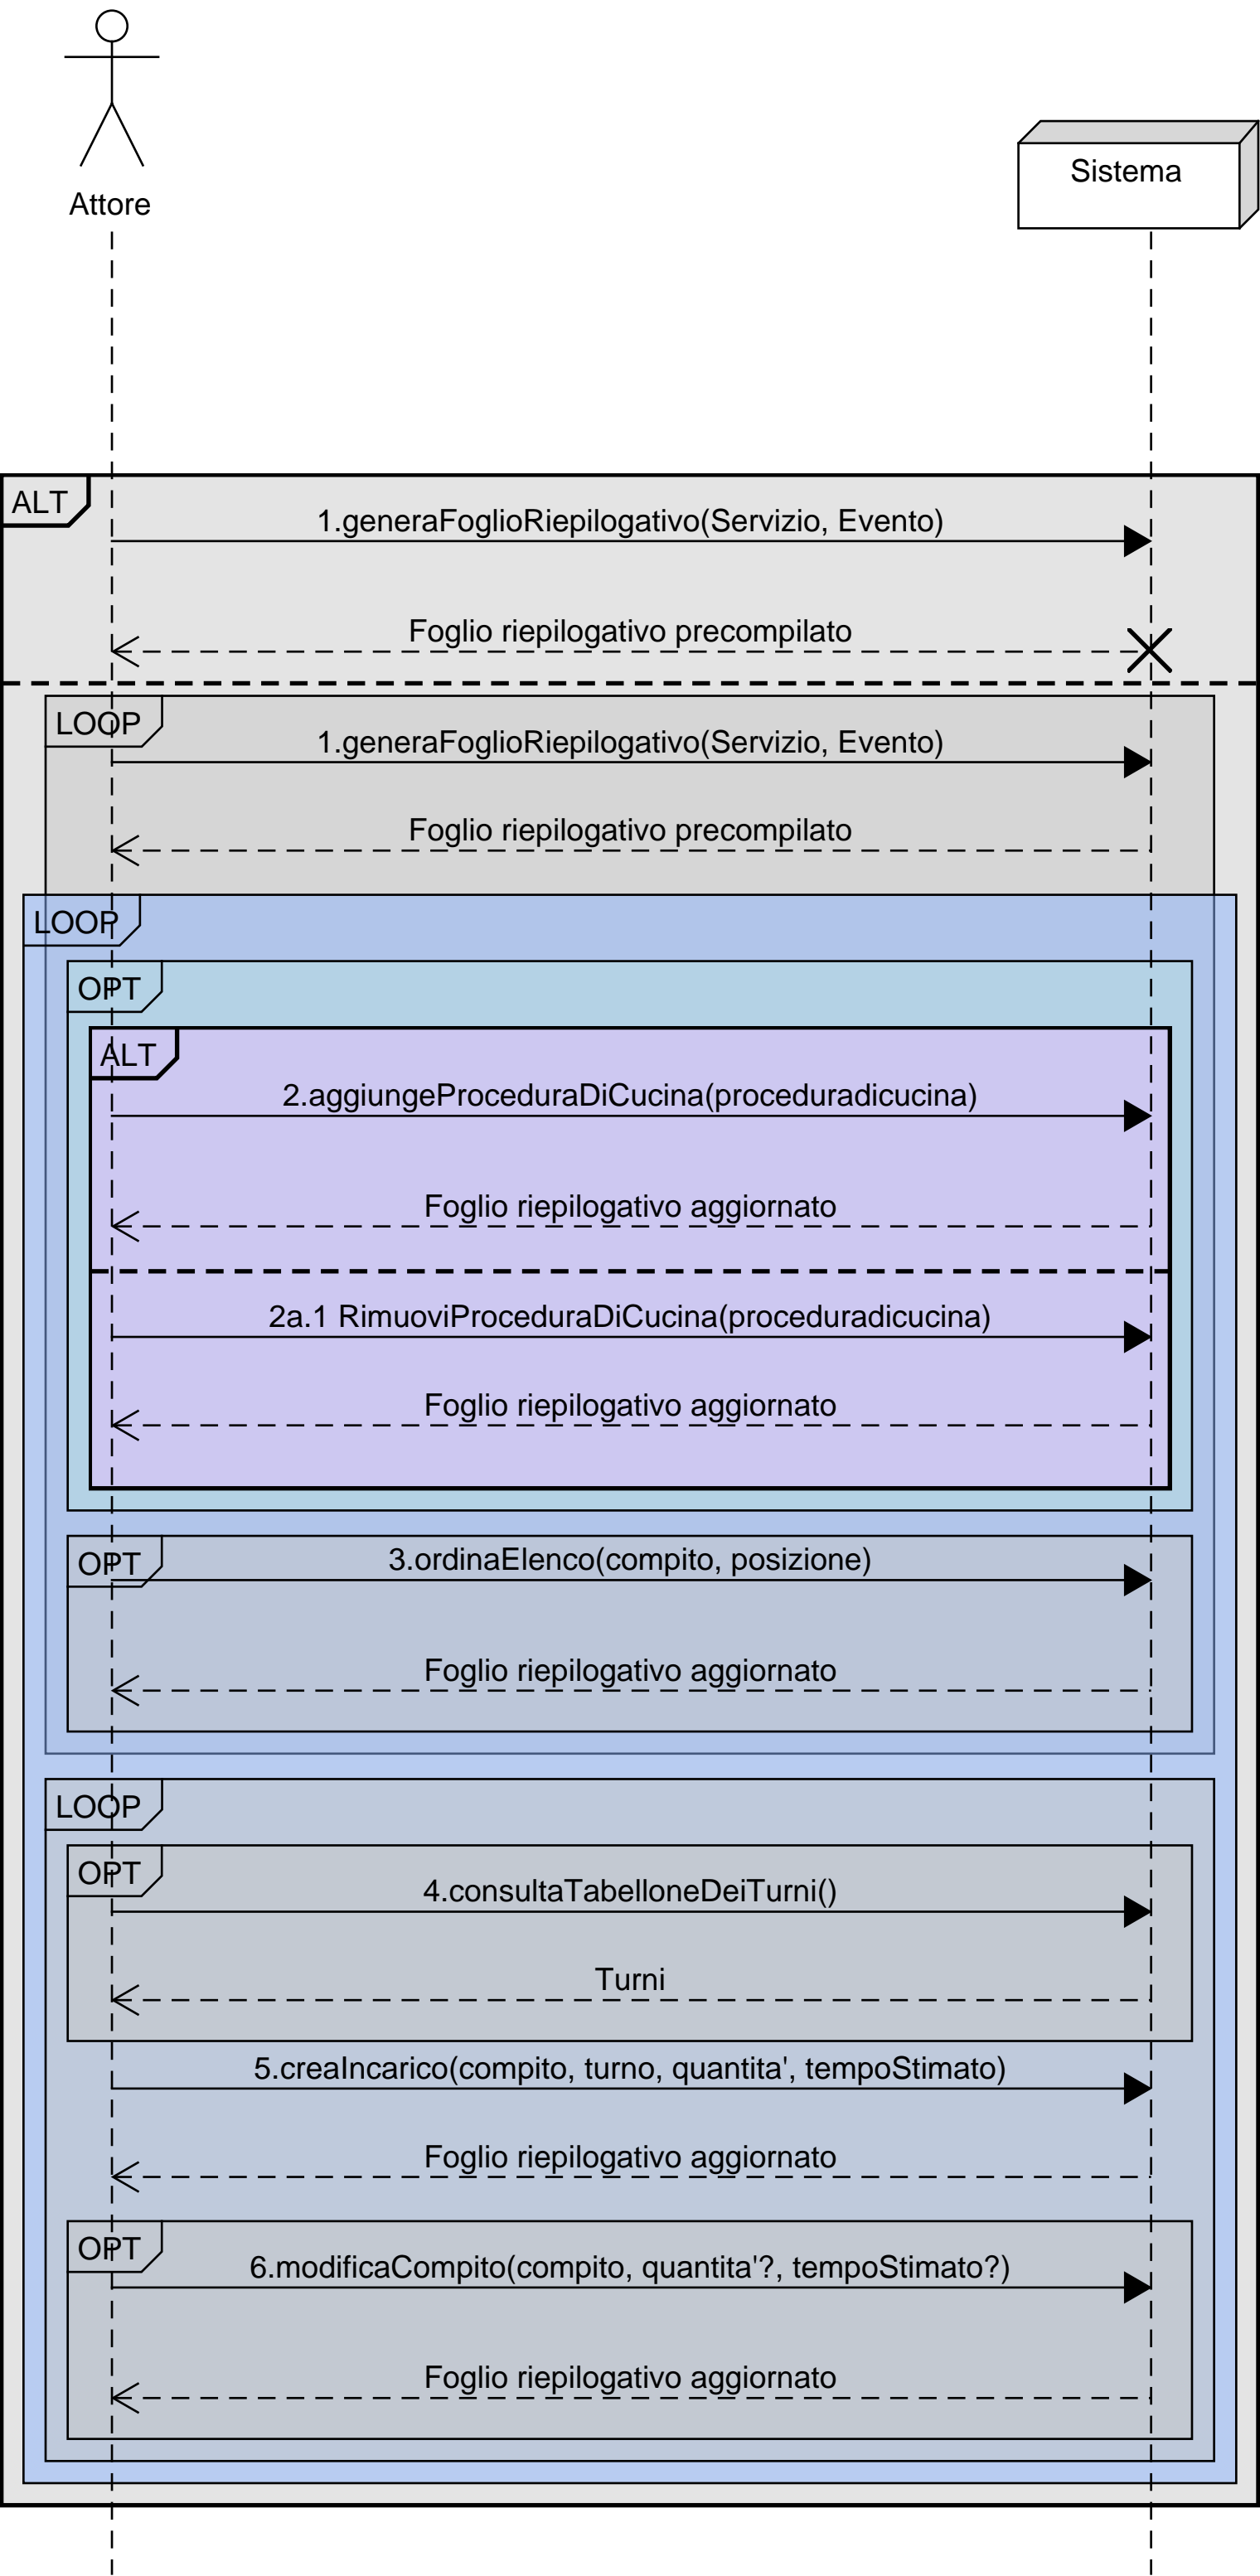 Attore
Sistema
ALT
1.generaFoglioRiepilogativo(Servizio, Evento)
Foglio riepilogativo precompilato
LOOP
1.generaFoglioRiepilogativo(Servizio, Evento)
Foglio riepilogativo precompilato
LOOP
OPT
ALT
2.aggiungeProceduraDiCucina(proceduradicucina)
Foglio riepilogativo aggiornato
2a.1 RimuoviProceduraDiCucina(proceduradicucina)
Foglio riepilogativo aggiornato
OPT
3.ordinaElenco(compito, posizione)
Foglio riepilogativo aggiornato
LOOP
OPT
4.consultaTabelloneDeiTurni()
Turni
5.creaIncarico(compito, turno, quantita', tempoStimato)
Foglio riepilogativo aggiornato
OPT
6.modificaCompito(compito, quantita'?, tempoStimato?)
Foglio riepilogativo aggiornato